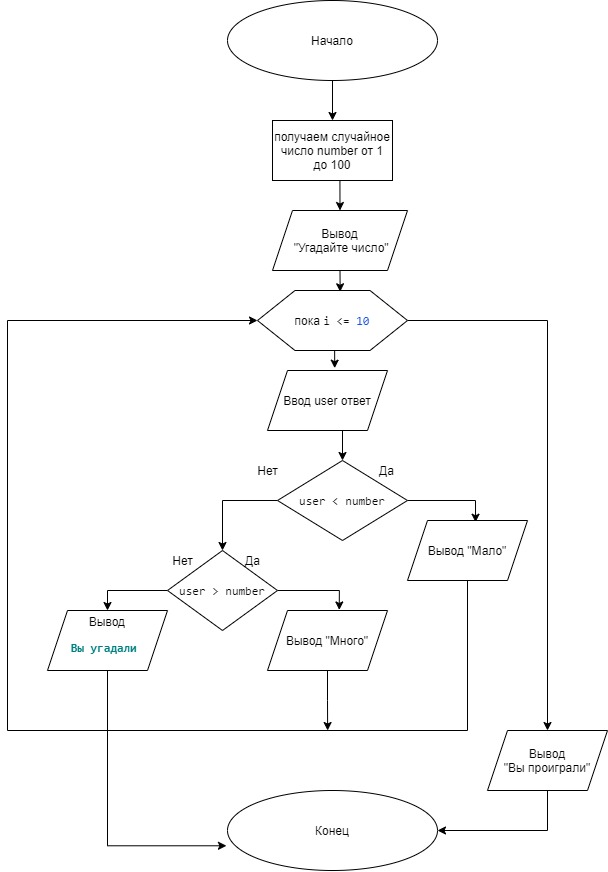 Начало
получаем случайное
число number от 1
до 100
Вывод
"Угадайте число"
пока i <= 10
Ввод user ответ
Нет
Да
user < number
Вывод "Мало"
Нет
Да
user > number
Вывод
Вы угадали
Вывод "Много"
Вывод
"Вы проиграли"
Конец